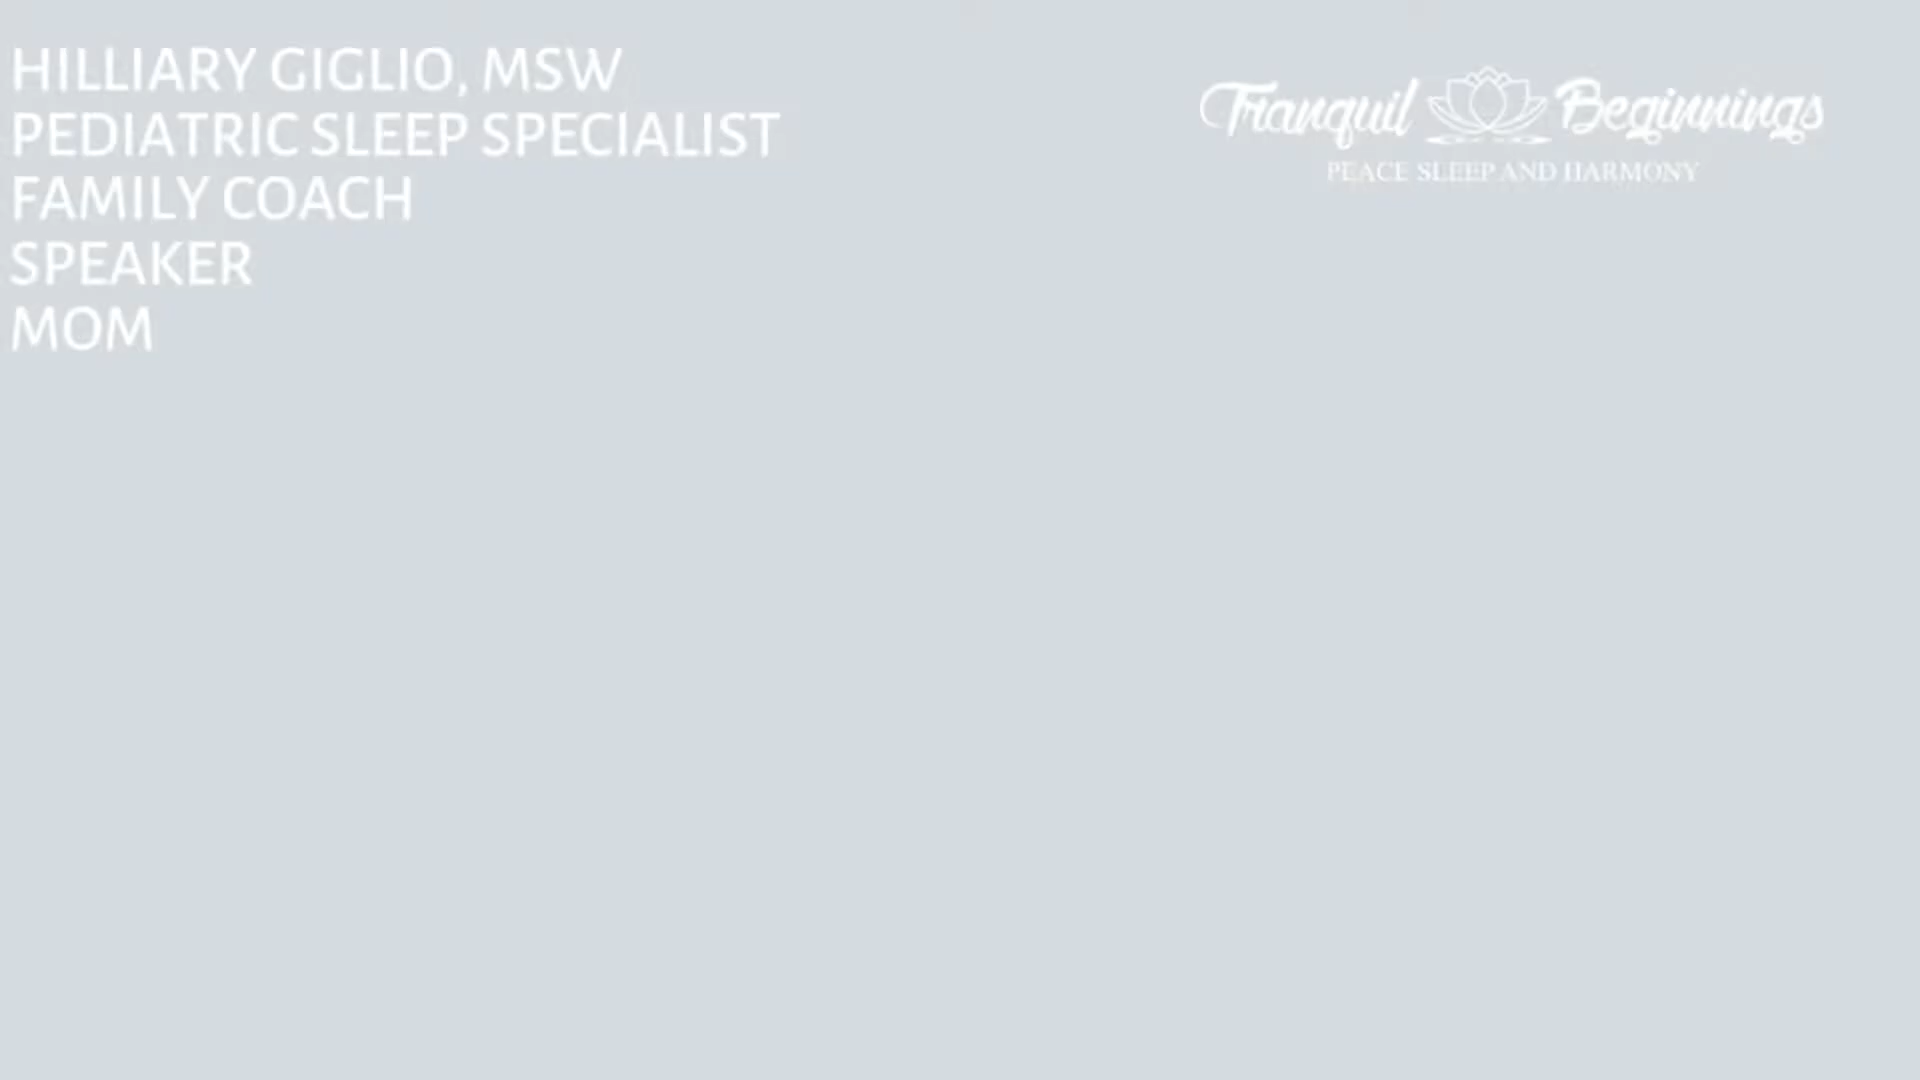 HILLIARY GIGLIO, MSW
PEDIATRIC SLEEP SPECIALIST
FAMILY COACH
SPEAKER
MOM
Tranquil Beginnings
PEACE SLEEP AND HARMONY